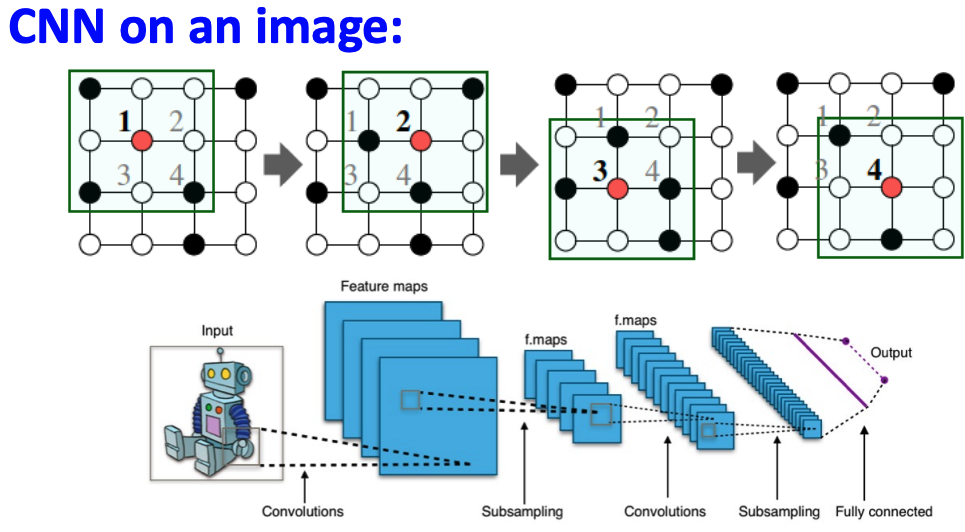 CNN on an image:
1 2
3 4
1 2
3 4
1 2
3 4
1 2
3 4
Feature maps
Input
f.maps
f.maps
Output
Convolutions
Subsampling
Convolutions
Subsampling
Fully connected